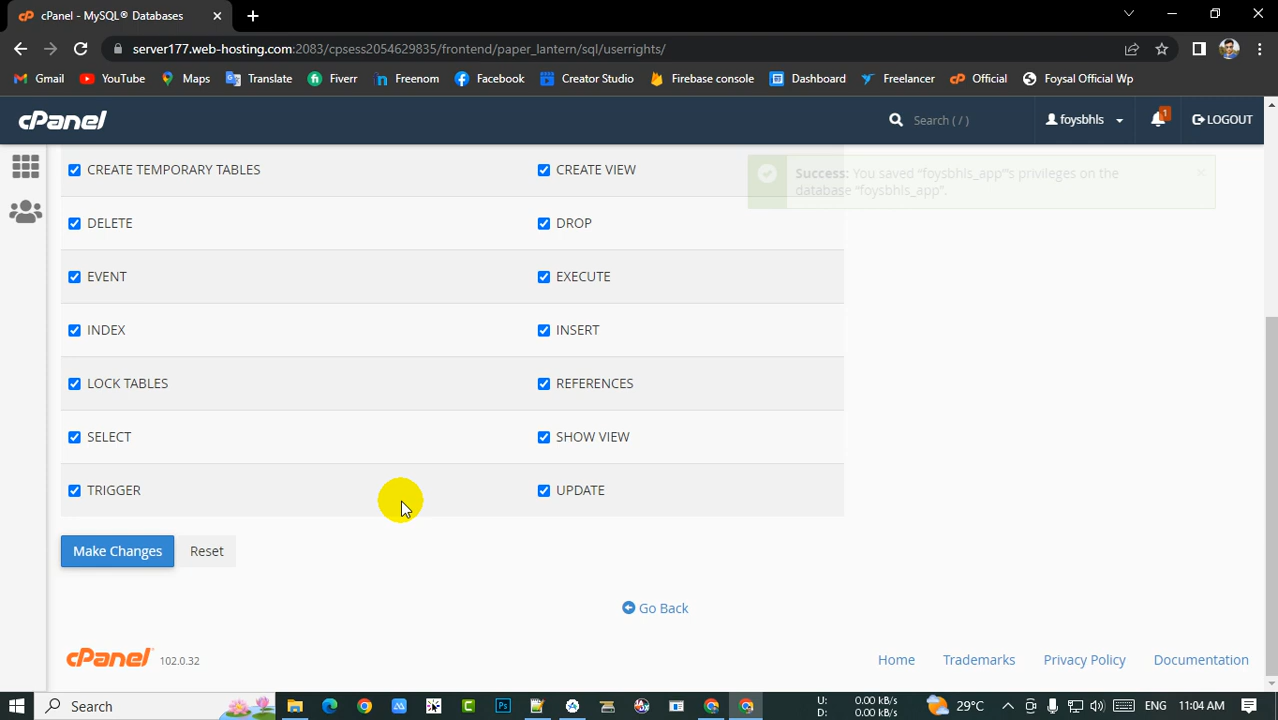 cPanel - MySQL® Databases
server177.web-hosting.com:2083/cpsess2054629835/frontend/paper_lantern/sql/userrights/
Gmail YouTube Maps Translate Fiverr Freenom Facebook Creator Studio Firebase console Dashboard Freelancer Official Foysal Official Wp
cPanel Search ( / ) foysbhls 1 LOGOUT
CREATE TEMPORARY TABLES CREATE VIEW
Success: You saved “foysbhls_app”’s privileges on the
database “foysbhls_app”.
DELETE DROP
EVENT EXECUTE
INDEX INSERT
LOCK TABLES REFERENCES
SELECT SHOW VIEW
TRIGGER UPDATE
Make Changes Reset
Go Back
cPanel 102.0.32 Home Trademarks Privacy Policy Documentation
Search Ps U: 0.00 kB/s 29°C ENG 11:04 AM
D: 0.00 kB/s